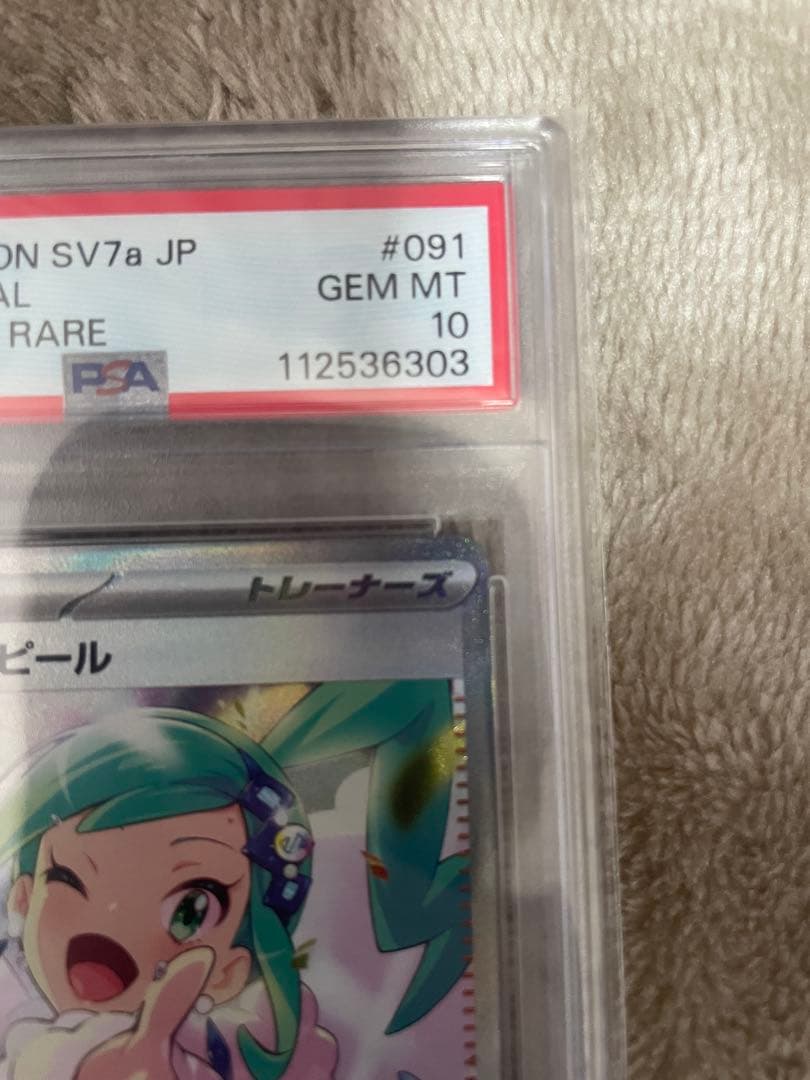 ON SV7a JP #091
AL GEM MT
RARE 10
PSA 112536303
トレーナーズ
ピール